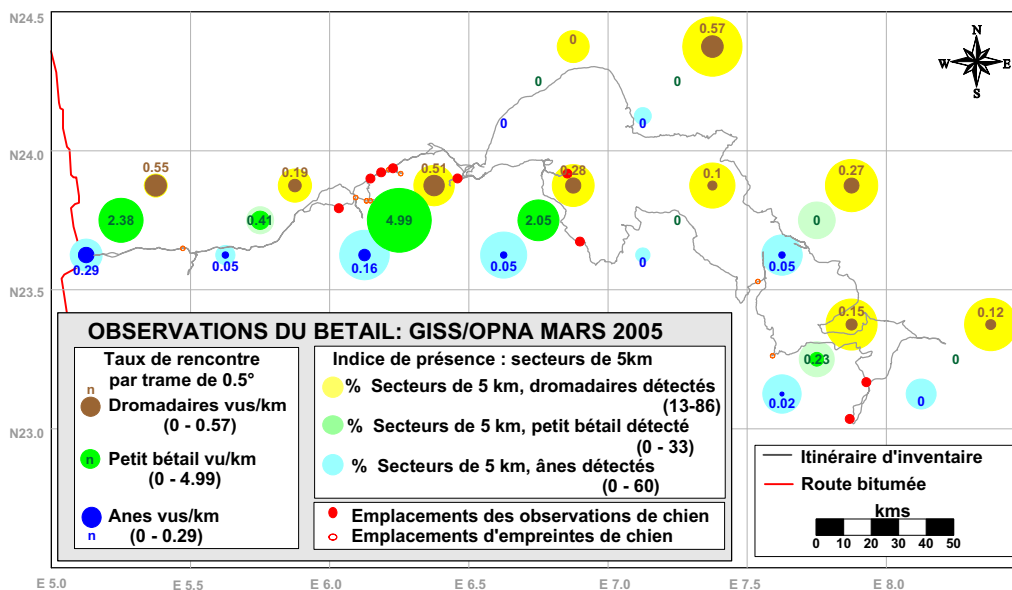 N24.5
0
0.57
N
W
E
S
0
0
0
0
N24.0
0.55
0.19
0.51
0.28
0.1
0.27
2.38
0.41
4.99
2.05
0
0
0.29
0.05
0.16
0.05
0
0.05
N23.5
0.15
0.12
0.23
0
0.02
0
N23.0
OBSERVATIONS DU BETAIL: GISS/OPNA MARS 2005
Taux de rencontre
par trame de 0.5°
n
Dromadaires vus/km
(0 - 0.57)
n
Petit bétail vu/km
(0 - 4.99)
Anes vus/km
n
(0 - 0.29)
Indice de présence : secteurs de 5km
% Secteurs de 5 km, dromadaires détectés
(13-86)
% Secteurs de 5 km, petit bétail détecté
(0 - 33)
% Secteurs de 5 km, ânes détectés
(0 - 60)
Emplacements des observations de chien
Emplacements d'empreintes de chien
Itinéraire d'inventaire
Route bitumée
kms
0 10 20 30 40 50
E 5.0 E 5.5 E 6.0 E 6.5 E 7.0 E 7.5 E 8.0